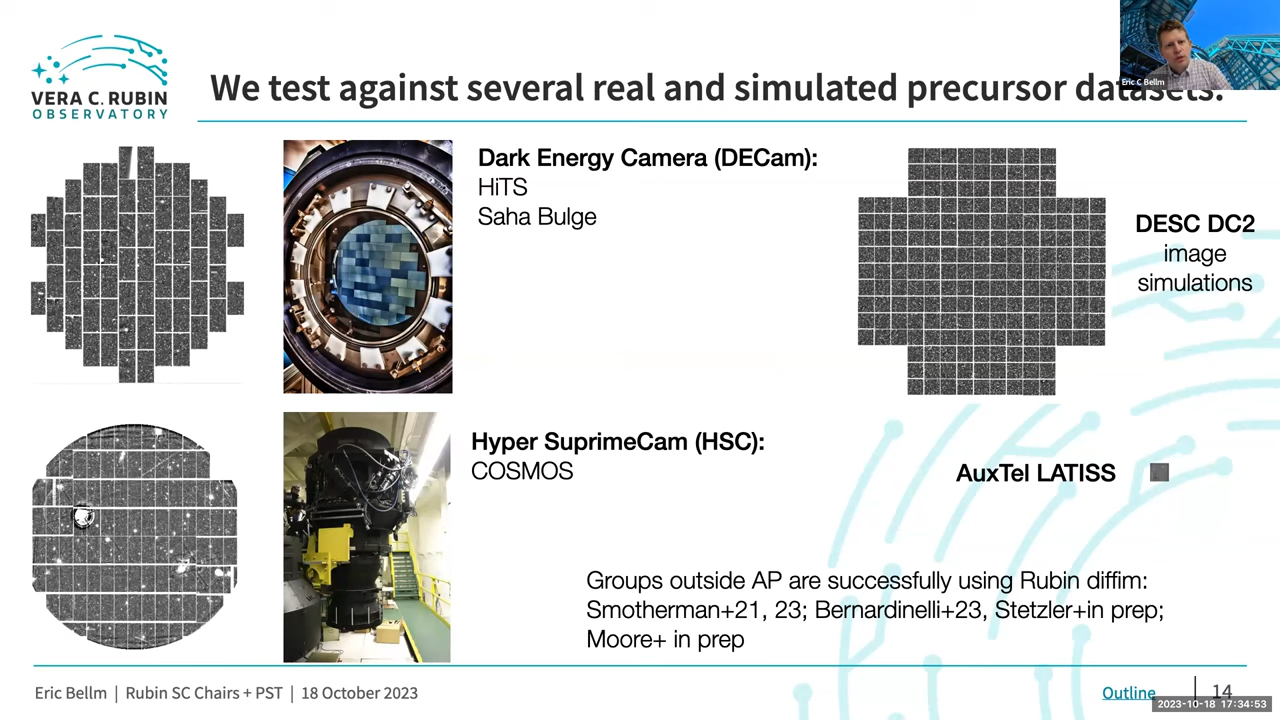 VERA C. RUBIN
OBSERVATORY
We test against several real and simulated precursor datasets.
Eric C Bellm
Dark Energy Camera (DECam):
HiTS
Saha Bulge
DESC DC2
image
simulations
Hyper SuprimeCam (HSC):
COSMOS
AuxTel LATISS
Groups outside AP are successfully using Rubin diffim:
Smotherman+21, 23; Bernardinelli+23, Stetzler+in prep;
Moore+ in prep
Eric Bellm | Rubin SC Chairs + PST | 18 October 2023
Outline | 14
2023-10-18 17:34:53